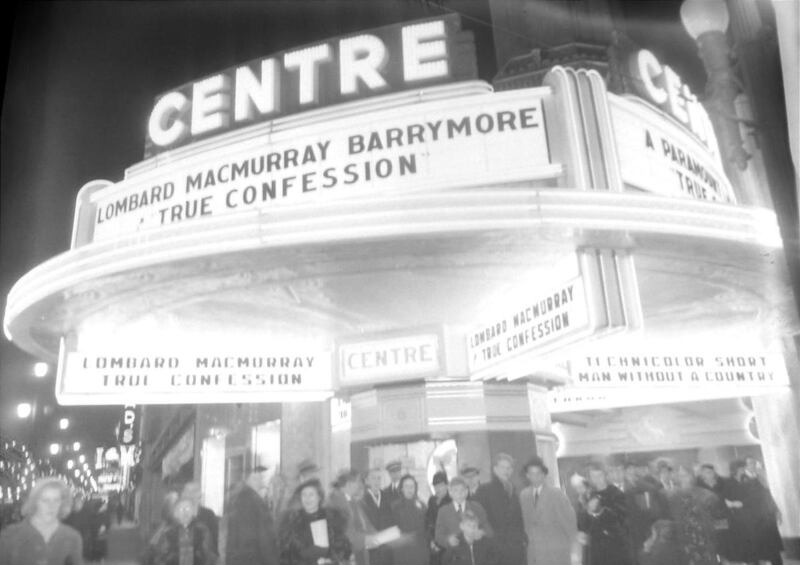 CENTRE
LOMBARD MACMURRAY BARRYMORE
TRUE CONFESSION
CE
A PARAMOUNT
"TRUE
LOMBARD MACMURRAY
TRUE CONFESSION
CENTRE
LOMBARD MACMURRAY
TRUE CONFESSION
TECHNICOLOR SHORT
MAN WITHOUT A COUNTRY